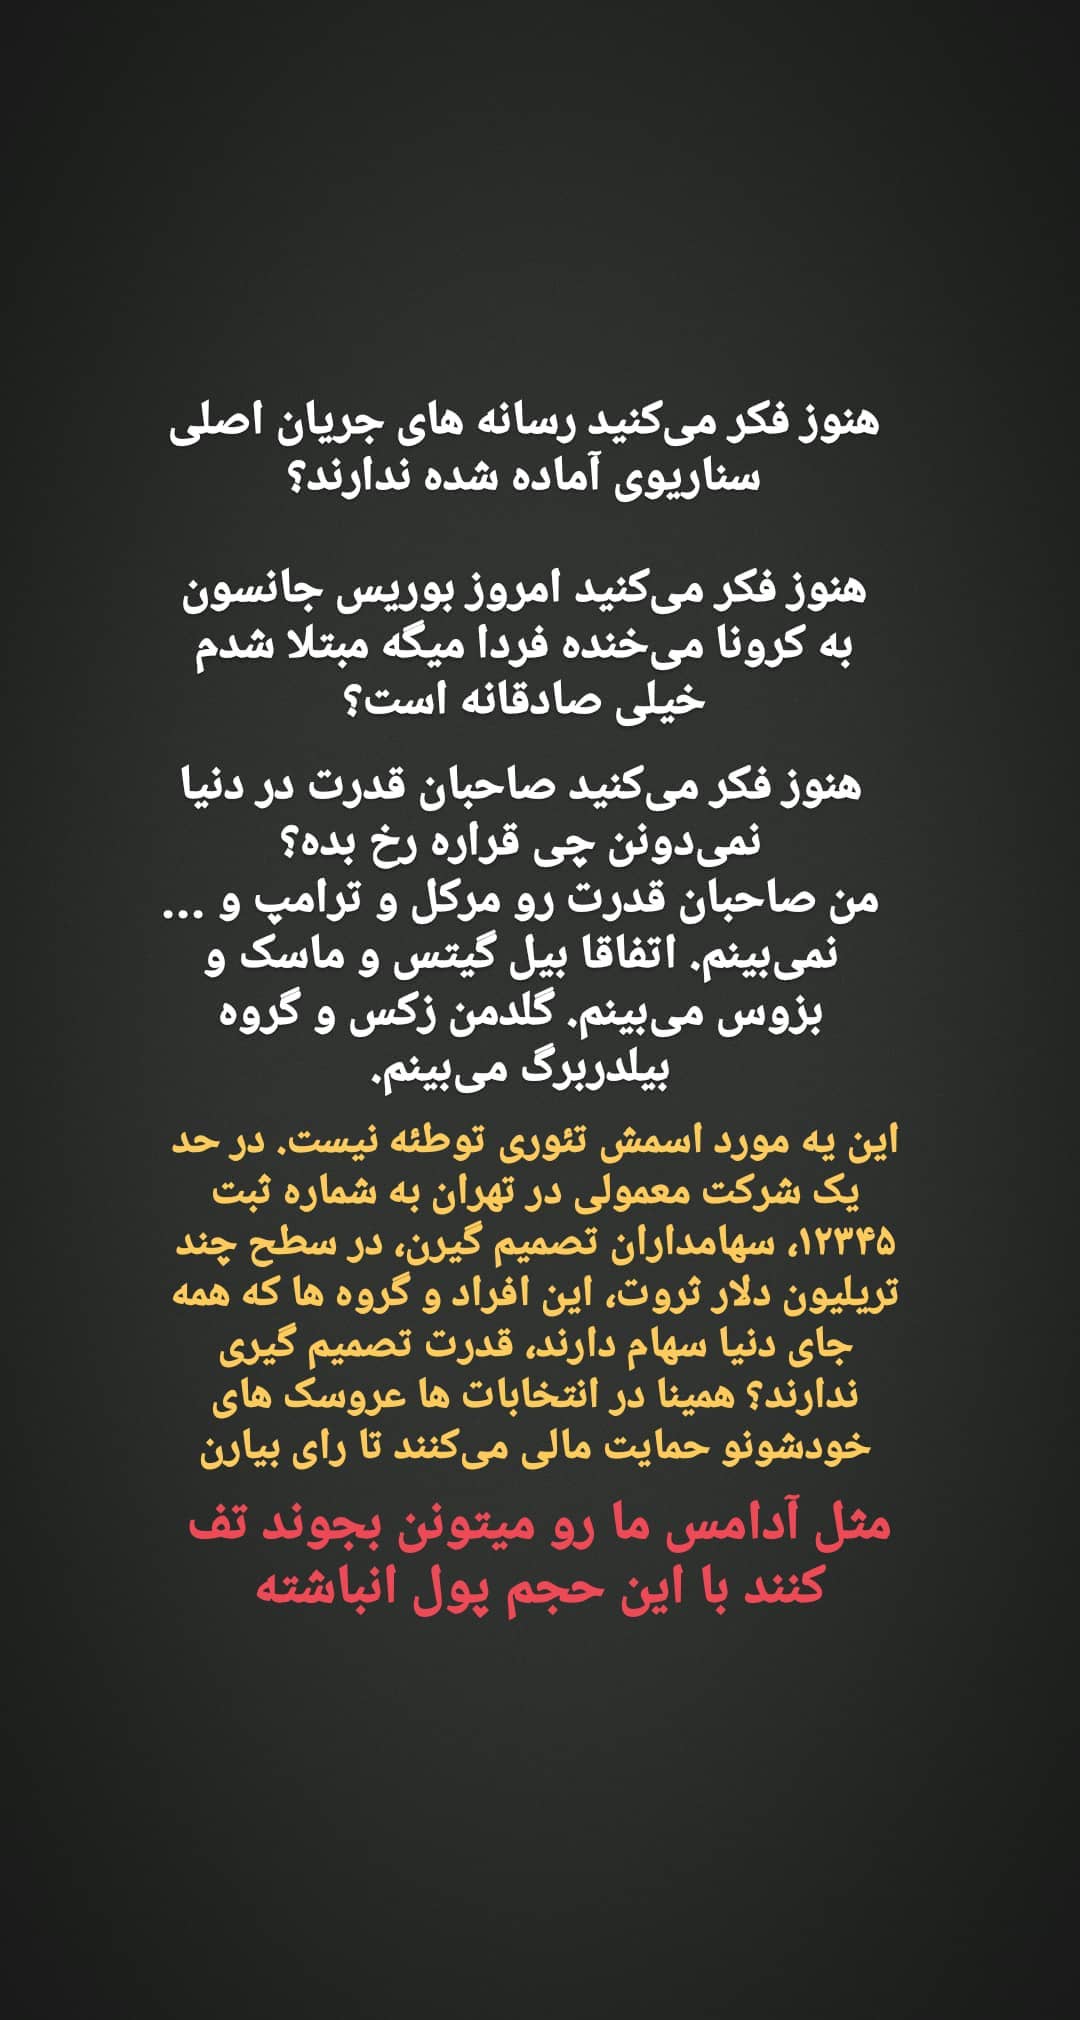 هنوز فکر می‌کنید رسانه های جریان اصلی
سناریوی آماده شده ندارند؟
هنوز فکر می‌کنید امروز بوریس جانسون
به کرونا می‌خنده فردا میگه مبتلا شدم
خیلی صادقانه است؟
هنوز فکر می‌کنید صاحبان قدرت در دنیا
نمی‌دونن چی قراره رخ بده؟
من صاحبان قدرت رو مرکل و ترامپ و ...
نمی‌بینم. اتفاقا بیل گیتس و ماسک و
بزوس می‌بینم. گلدمن زکس و گروه
بیلدربرگ می‌بینم.
این یه مورد اسمش تئوری توطئه نیست. در حد
یک شرکت معمولی در تهران به شماره ثبت
۱۲۳۴۵، سهامداران تصمیم گیرن، در سطح چند
تریلیون دلار ثروت، این افراد و گروه ها که همه
جای دنیا سهام دارند، قدرت تصمیم گیری
ندارند؟ همینا در انتخابات ها عروسک های
خودشونو حمایت مالی می‌کنند تا رای بیارن
مثل آدامس ما رو میتونن بجوند تف
کنند با این حجم پول انباشته